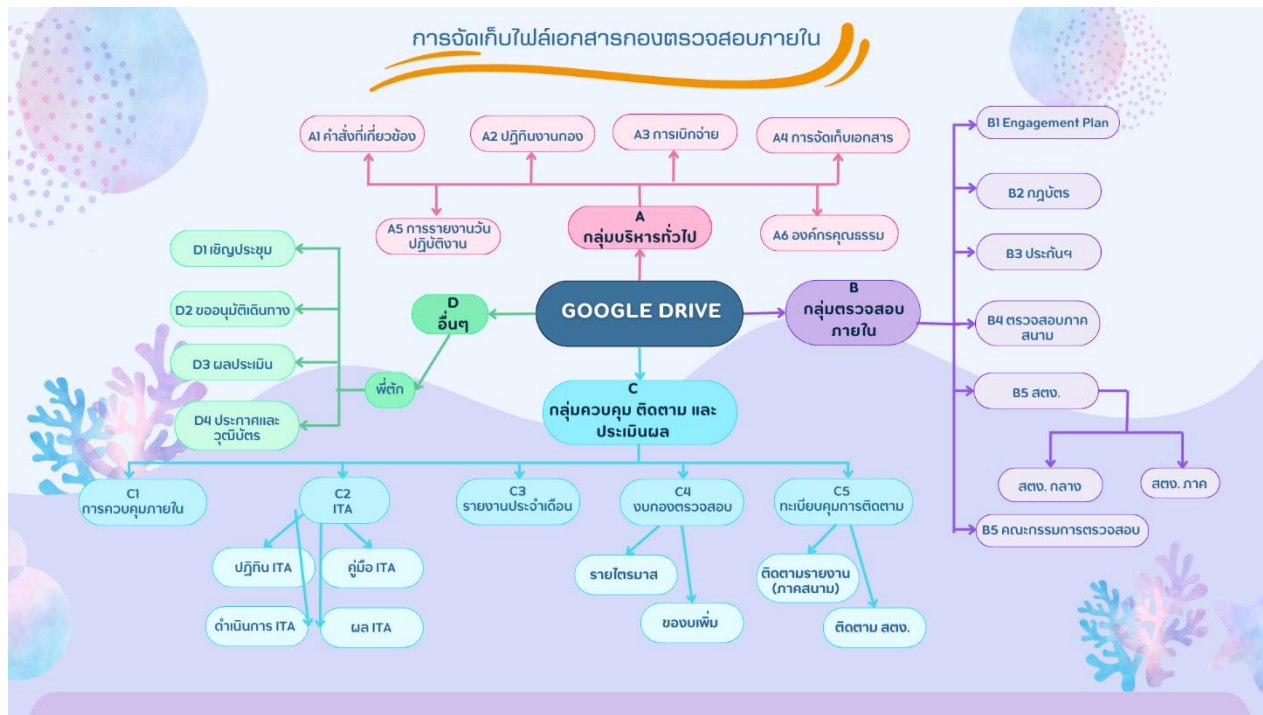 การจัดเก็บไฟล์เอกสารกองตรวจสอบภายใน
A1 คำสั่งที่เกี่ยวข้อง
A2 ปฏิทินงานกอง
A3 การเบิกจ่าย
A4 การจัดเก็บเอกสาร
A5 การรายงานวัน
ปฏิบัติงาน
A
กลุ่มบริหารทั่วไป
A6 องค์กรคุณธรรม
GOOGLE DRIVE
B
กลุ่มตรวจสอบ
ภายใน
B1 Engagement Plan
B2 กฎบัตร
B3 ประกันฯ
B4 ตรวจสอบภาค
สนาม
B5 สตง.
สตง. กลาง
สตง. ภาค
B5 คณะกรรมการตรวจสอบ
D
อื่นๆ
พี่ตัก
D1 เชิญประชุม
D2 ขออนุมัติเดินทาง
D3 ผลประเมิน
D4 ประกาศและ
วุฒิบัตร
C
กลุ่มควบคุม ติดตาม และ
ประเมินผล
C1
การควบคุมภายใน
C2
ITA
ปฏิทิน ITA
คู่มือ ITA
ดำเนินการ ITA
ผล ITA
C3
รายงานประจำเดือน
C4
งบกองตรวจสอบ
รายไตรมาส
ของบเพิ่ม
C5
ทะเบียบคุมการติดตาม
ติดตามรายงาน
(ภาคสนาม)
ติดตาม สตง.